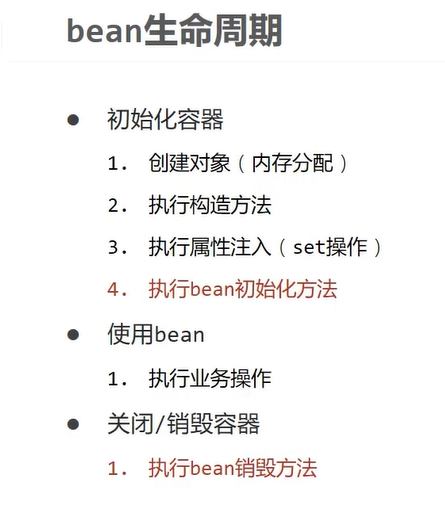 bean生命周期
● 初始化容器
1. 创建对象（内存分配）
2. 执行构造方法
3. 执行属性注入（set操作）
4. 执行bean初始化方法
● 使用bean
1. 执行业务操作
● 关闭/销毁容器
1. 执行bean销毁方法